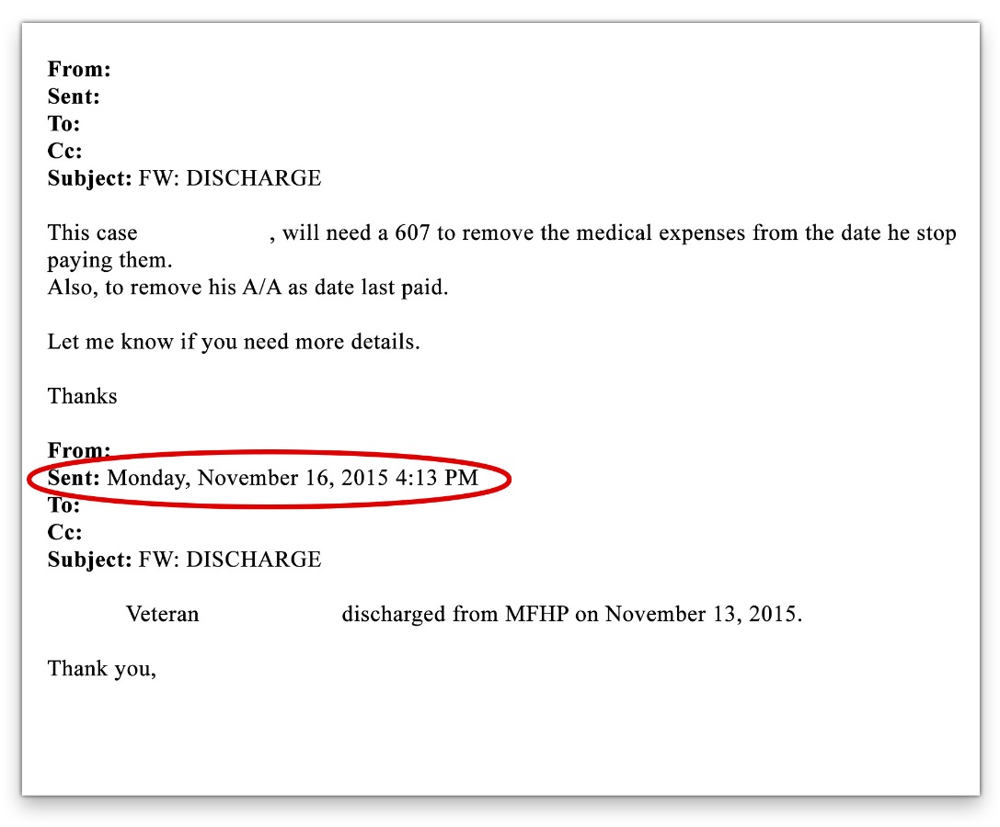 From:
Sent:
To:
Cc:
Subject: FW: DISCHARGE
This case , will need a 607 to remove the medical expenses from the date he stop
paying them.
Also, to remove his A/A as date last paid.
Let me know if you need more details.
Thanks
From:
Sent: Monday, November 16, 2015 4:13 PM
To:
Cc:
Subject: FW: DISCHARGE
Veteran discharged from MFHP on November 13, 2015.
Thank you,